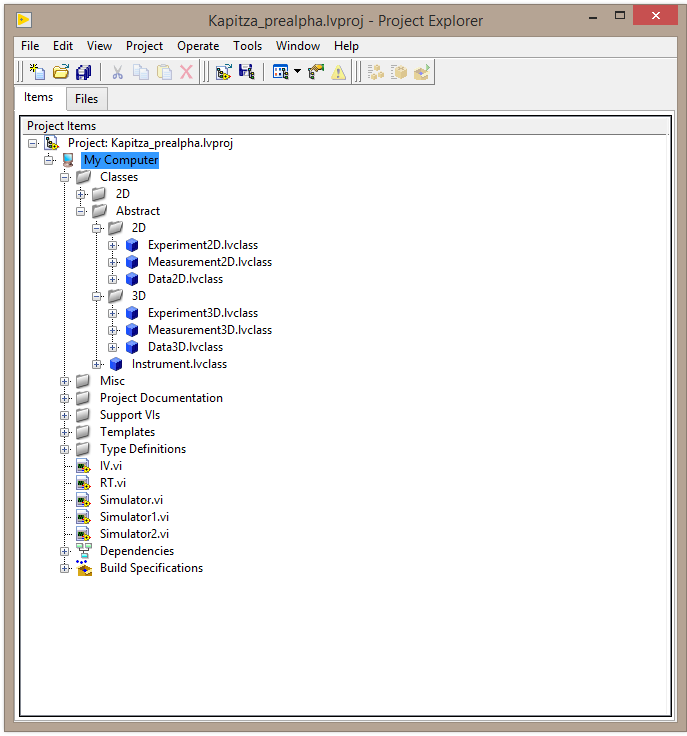 Kapitza_prealpha.lvproj - Project Explorer
File Edit View Project Operate Tools Window Help
Items Files
Project Items
Project: Kapitza_prealpha.lvproj
My Computer
Classes
2D
Abstract
2D
Experiment2D.lvclass
Measurement2D.lvclass
Data2D.lvclass
3D
Experiment3D.lvclass
Measurement3D.lvclass
Data3D.lvclass
Instrument.lvclass
Misc
Project Documentation
Support VIs
Templates
Type Definitions
IV.vi
RT.vi
Simulator.vi
Simulator1.vi
Simulator2.vi
Dependencies
Build Specifications